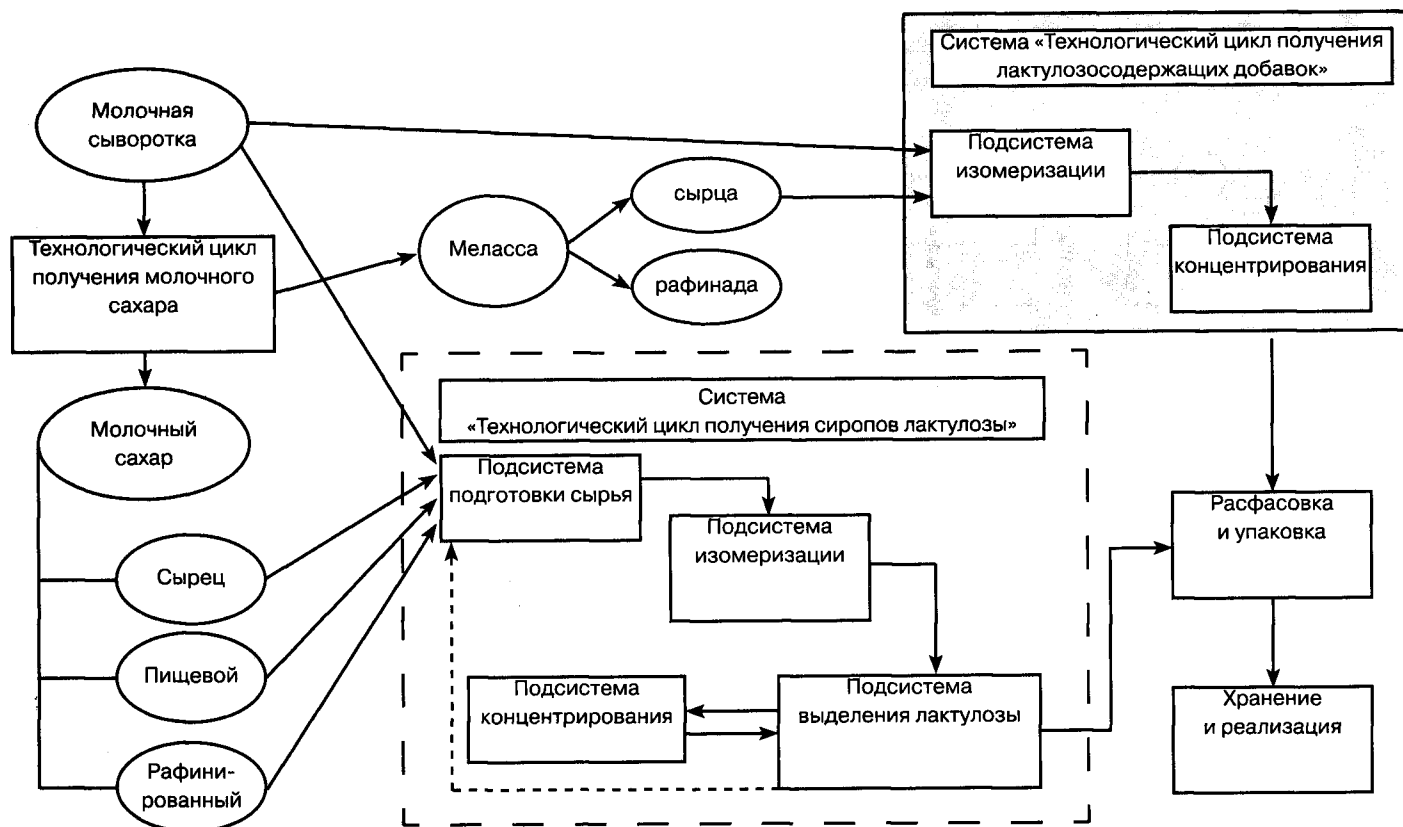 Система «Технологический цикл получения
лактулозосодержащих добавок»
Молочная
сыворотка
Подсистема
изомеризации
сырца
Технологический цикл
получения молочного
сахара
Меласса
Подсистема
концентрирования
рафинада
Система
«Технологический цикл получения сиропов лактулозы»
Молочный
сахар
Подсистема
подготовки сырья
Расфасовка
и упаковка
Подсистема
изомеризации
Сырец
Пищевой
Подсистема
концентрирования
Подсистема
выделения лактулозы
Хранение
и реализация
Рафини-
рованный